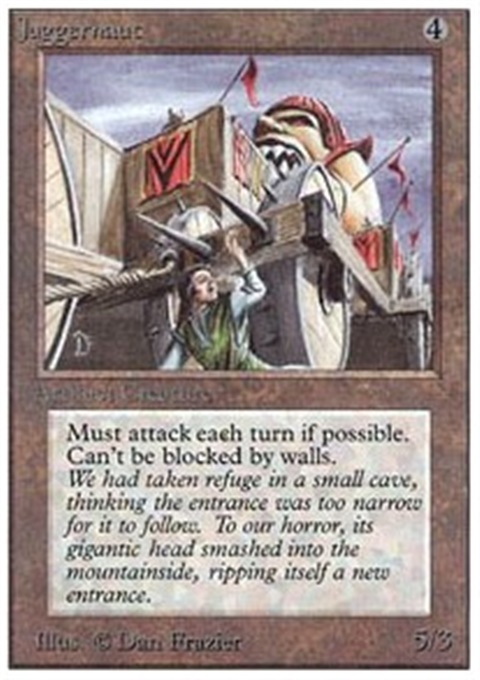 Juggernaut 4
Artifact Creature
Must attack each turn if possible.
Can't be blocked by walls.
We had taken refuge in a small cave,
thinking the entrance was too narrow
for it to follow. To our horror, its
gigantic head smashed into the
mountainside, ripping itself a new
entrance.
Illus. © Dan Frazier 5/3